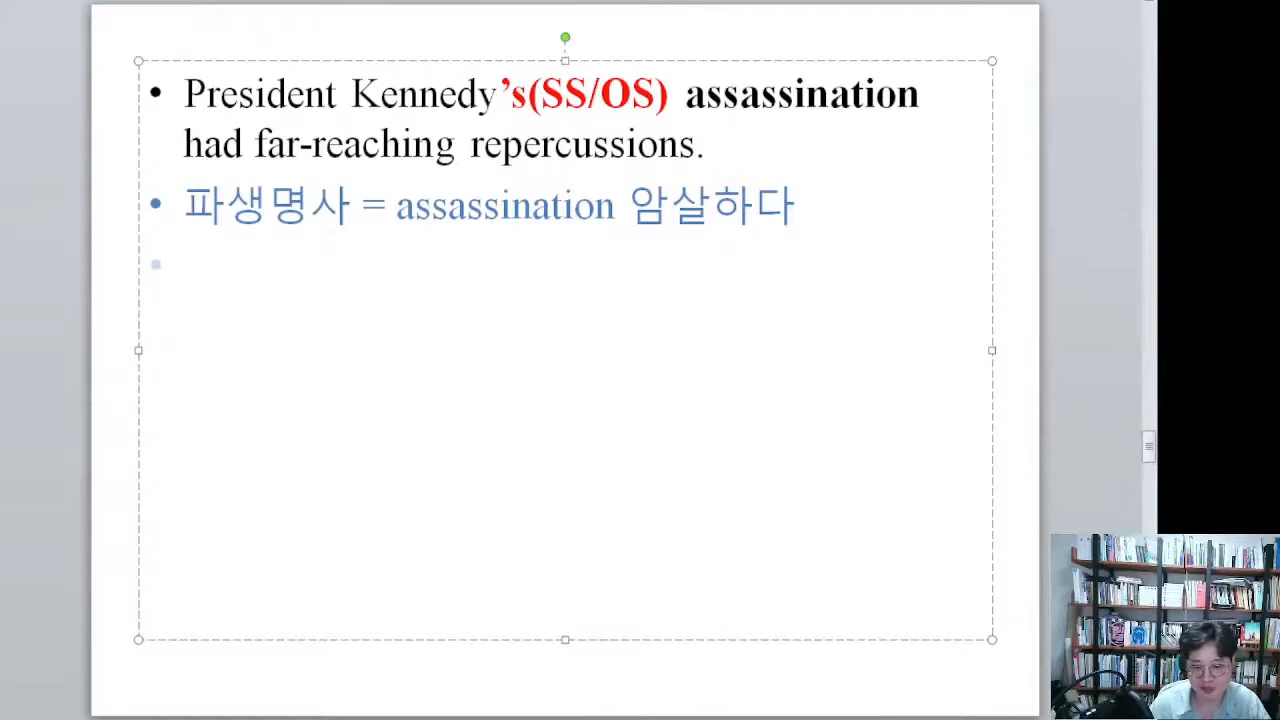 • President Kennedy’s(SS/OS) assassination
had far-reaching repercussions.
• 파생명사 = assassination 암살하다
•